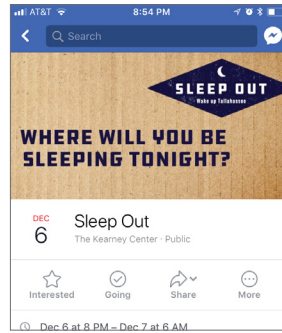 AT&T 8:54 PM
Search
SLEEP OUT
Wake up Tallahassee
WHERE WILL YOU BE
SLEEPING TONIGHT?
DEC
6
Sleep Out
The Kearney Center · Public
Interested Going Share More
Dec 6 at 8 PM – Dec 7 at 6 AM